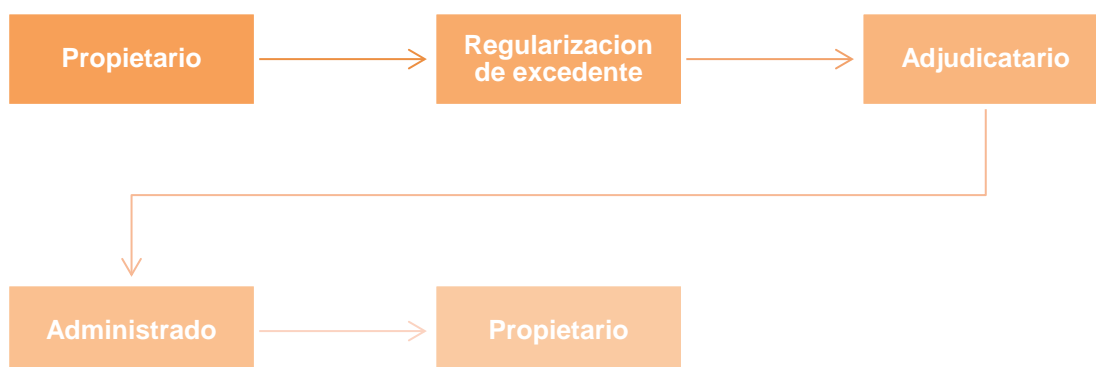 Propietario
Regularizacion
de excedente
Adjudicatario
Administrado
Propietario